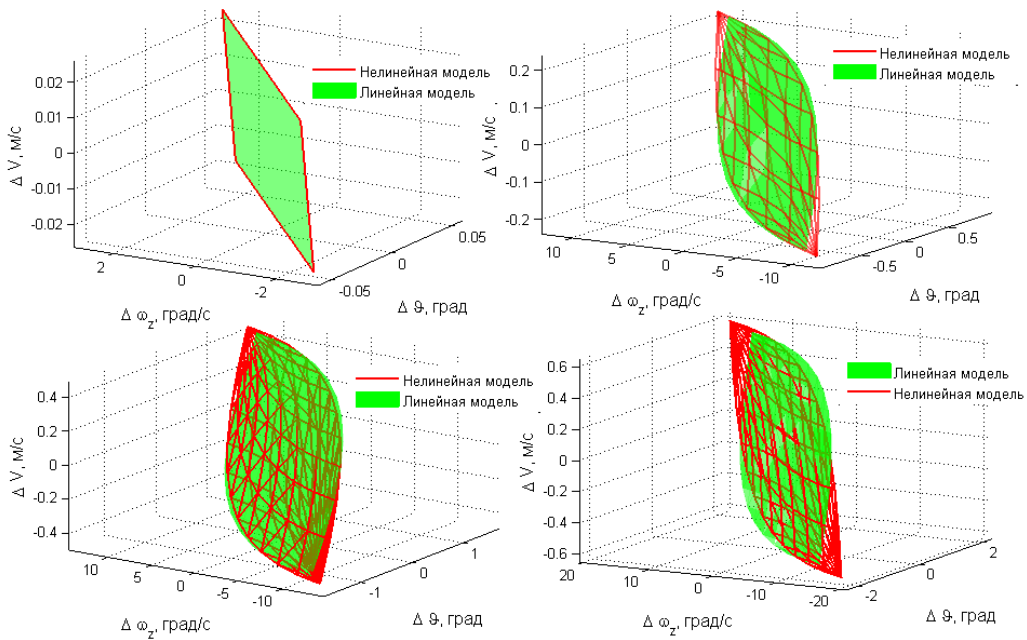 Нелинейная модель
Линейная модель
Δ V, м/с
0.02
0.01
0
-0.01
-0.02
2
0
-2
-0.05
0
0.05
Δ ω_z, град/с
Δ ϑ, град
Нелинейная модель
Линейная модель
Δ V, м/с
0.2
0.1
0
-0.1
-0.2
10
5
0
-5
-10
-0.5
0
0.5
Δ ω_z, град/с
Δ ϑ, град
Нелинейная модель
Линейная модель
Δ V, м/с
0.4
0.2
0
-0.2
-0.4
10
5
0
-5
-10
-1
0
1
Δ ω_z, град/с
Δ ϑ, град
Линейная модель
Нелинейная модель
Δ V, м/с
0.6
0.4
0.2
0
-0.2
-0.4
-0.6
20
10
0
-10
-20
-2
0
2
Δ ω_z, град/с
Δ ϑ, град